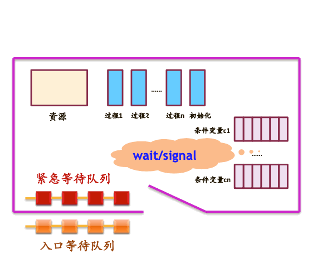 ......
资源
过程1
过程2
过程n
初始化
条件变量c1
wait/signal
......
条件变量cn
紧急等待队列
入口等待队列